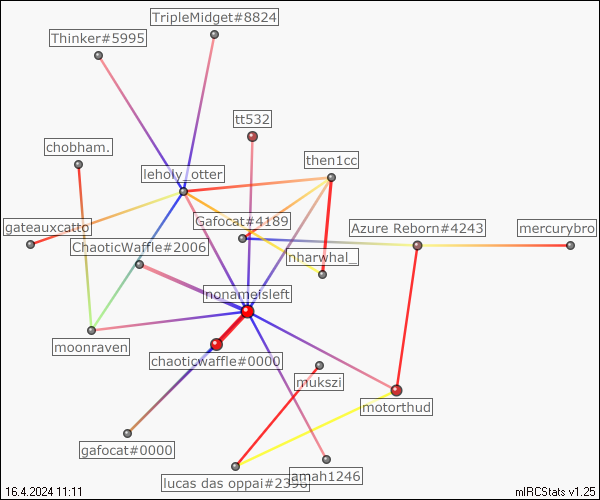 TripleMidget#8824
Thinker#5995
tt532
chobham.
then1cc
leholy_otter
Gafocat#4189
gateauxcatto
Azure Reborn#4243
mercurybro
ChaoticWaffle#2006
nharwhal_
nonameisleft
moonraven
chaoticwaffle#0000
mukszi
motorthud
gafocat#0000
amah1246
lucas das oppai#2396
16.4.2024 11:11
mIRCStats v1.25